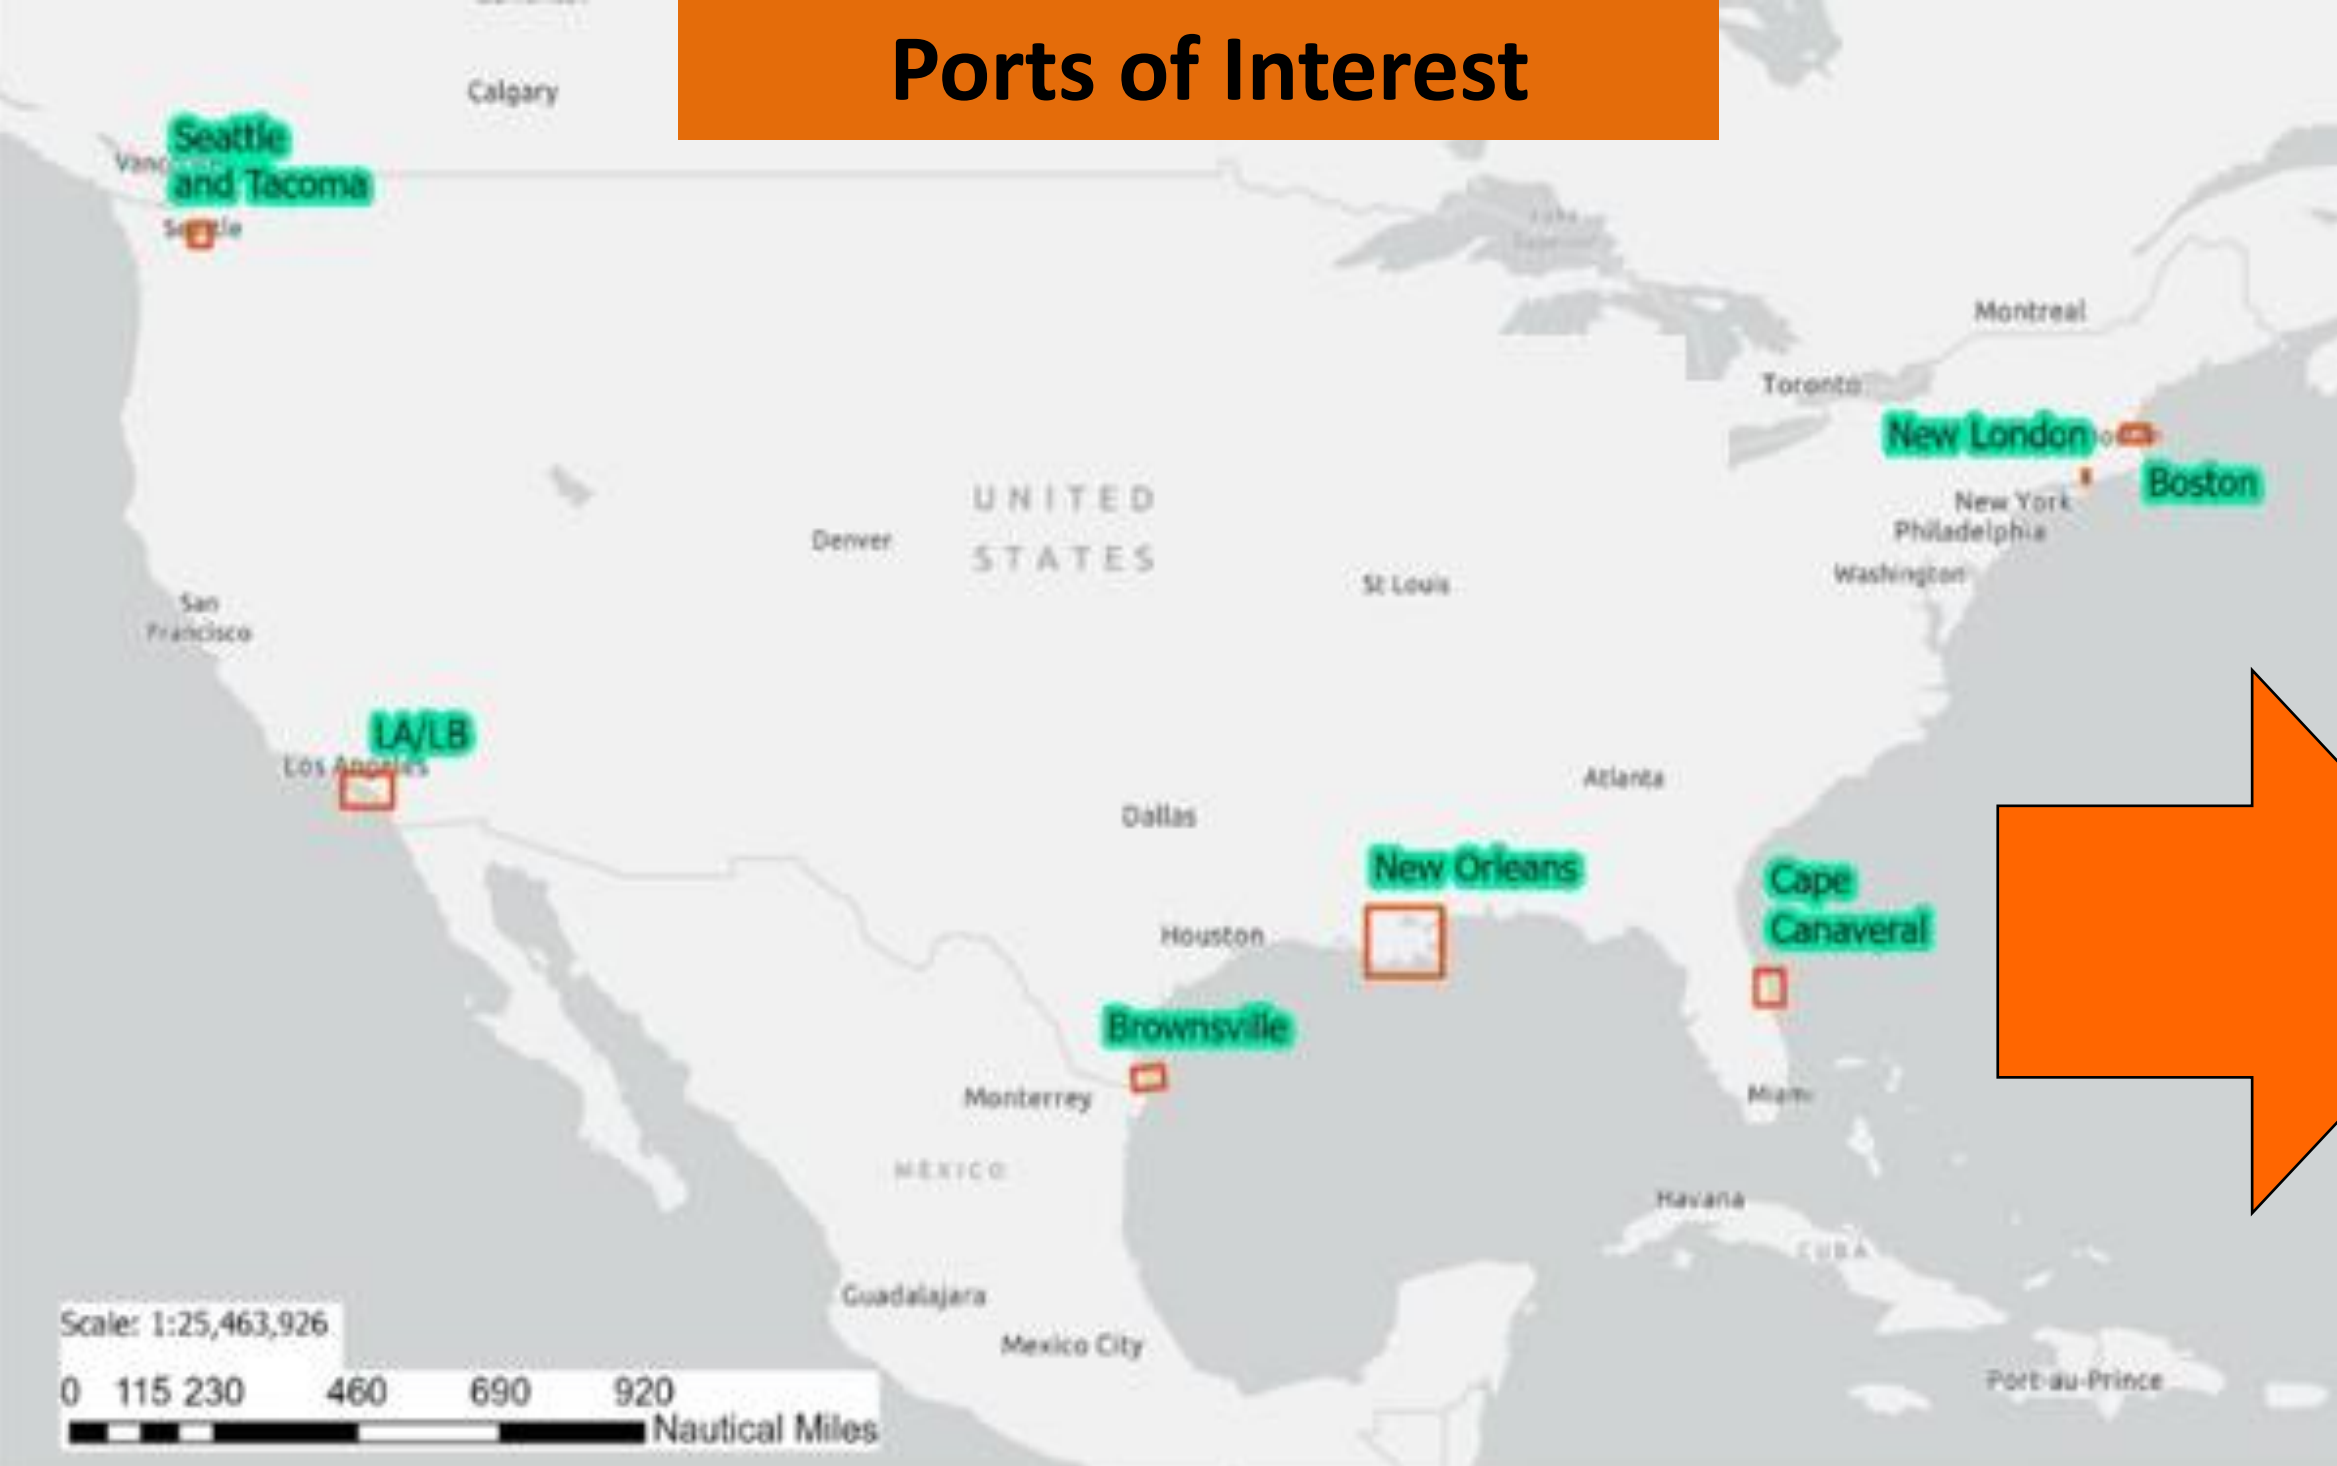 Ports of Interest
Calgary
Seattle
and Tacoma
UNITED
STATES
Montreal
Toronto
New London
Boston
New York
Philadelphia
Washington
Denver
St Louis
San
Francisco
LA/LB
Los Angeles
Atlanta
Dallas
New Orleans
Cape
Canaveral
Houston
Brownsville
Monterrey
Miami
MÉXICO
Havana
CUBA
Guadalajara
Mexico City
Port-au-Prince
Scale: 1:25,463,926
0 115 230 460 690 920
Nautical Miles